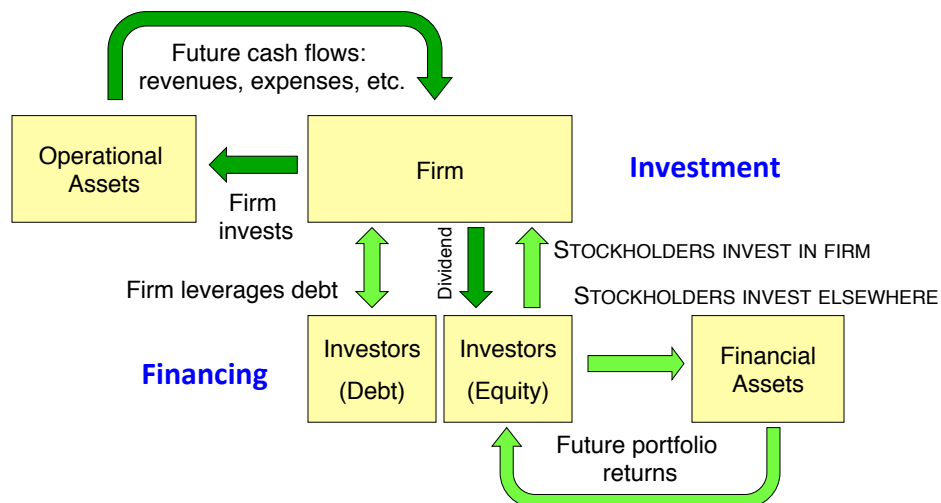 Future cash flows:
revenues, expenses, etc.
Operational
Assets
Firm
Investment
Firm
invests
Dividend
STOCKHOLDERS INVEST IN FIRM
Firm leverages debt
STOCKHOLDERS INVEST ELSEWHERE
Financing
Investors
(Debt)
Investors
(Equity)
Financial
Assets
Future portfolio
returns